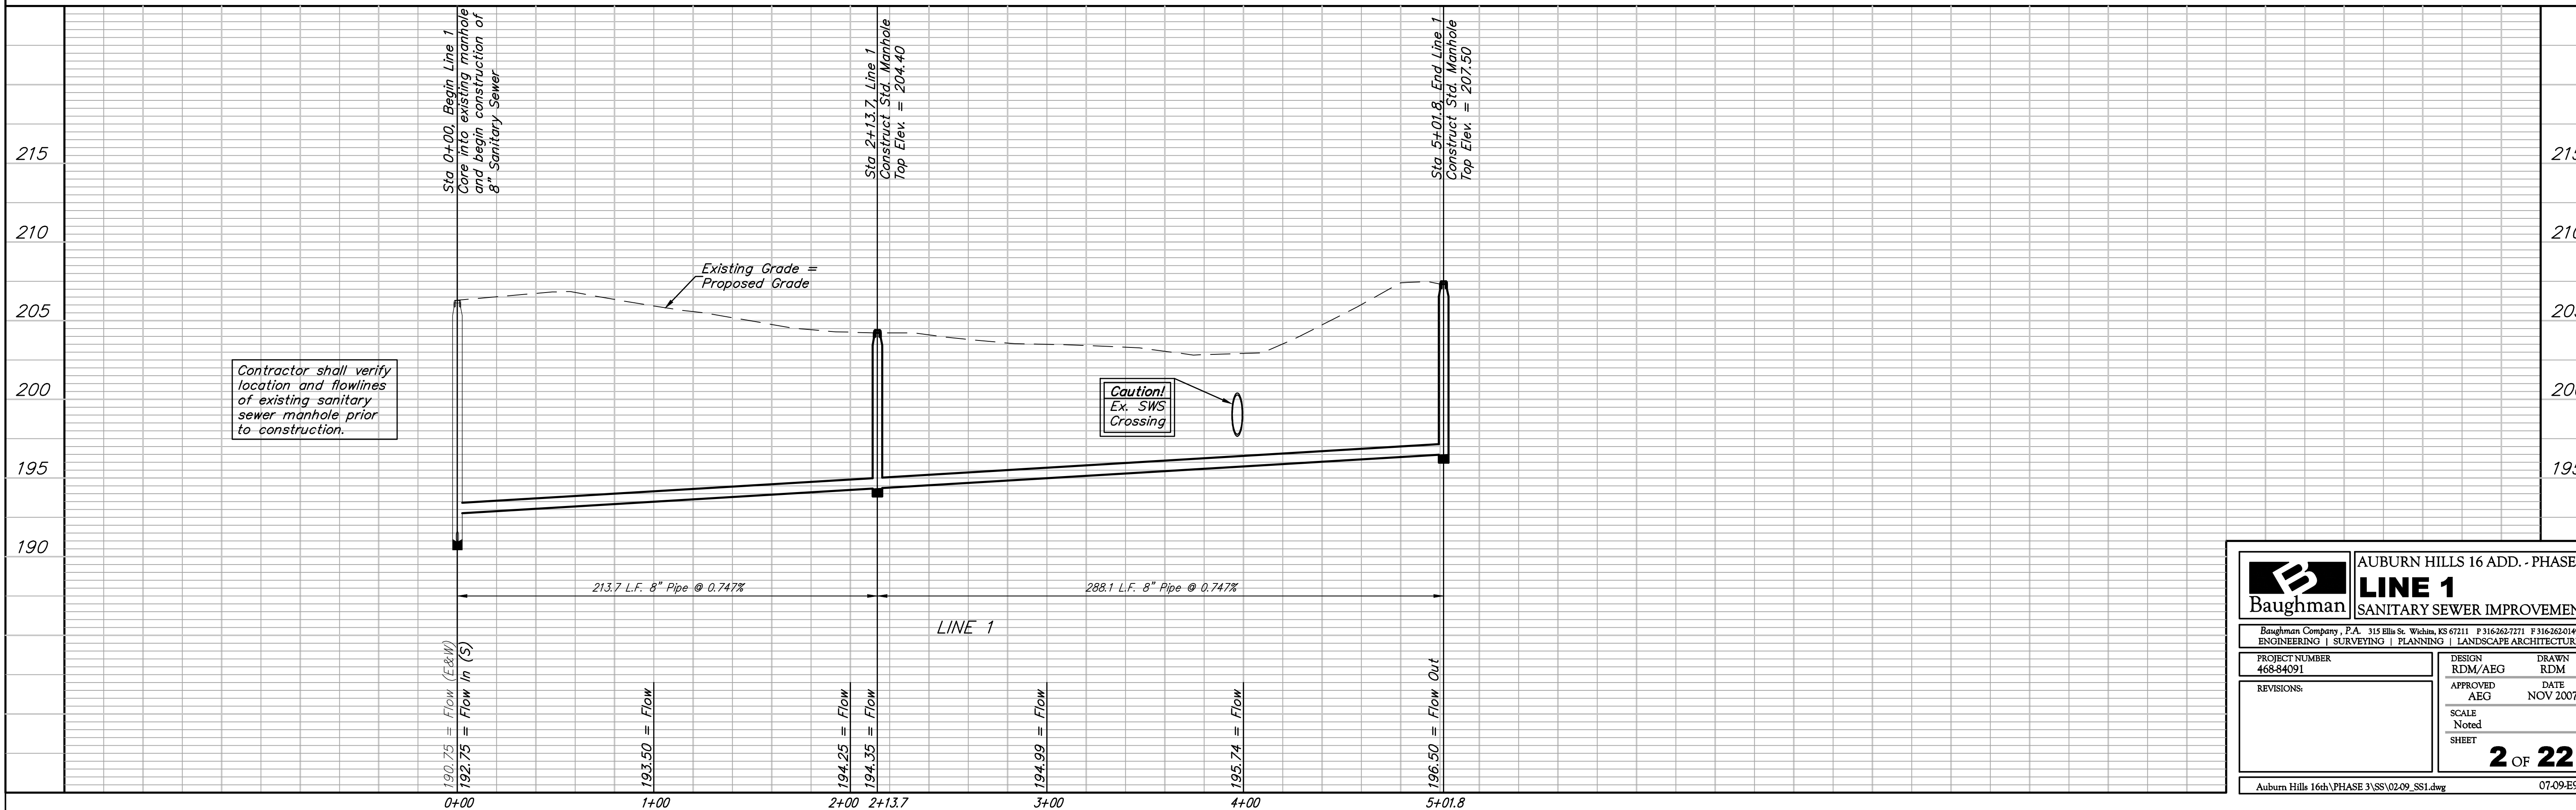 Sta 0+00, Begin Line 1
Core into existing manhole
and begin construction of
8" Sanitary Sewer
Sta 2+13.7, Line 1
Construct Std. Manhole
Top Elev. = 204.40
Sta 5+01.8, End Line 1
Construct Std. Manhole
Top Elev. = 207.50
215
210
205
200
195
190
Existing Grade =
Proposed Grade
Contractor shall verify
location and flowlines
of existing sanitary
sewer manhole prior
to construction.
Caution!
Ex. SWS
Crossing
213.7 L.F. 8" Pipe @ 0.747%
288.1 L.F. 8" Pipe @ 0.747%
LINE 1
190.75 = Flow (E&W)
192.75 = Flow In (S)
193.50 = Flow
194.25 = Flow
194.35 = Flow
194.99 = Flow
195.74 = Flow
196.50 = Flow Out
0+00
1+00
2+00
2+13.7
3+00
4+00
5+01.8
B
Baughman
AUBURN HILLS 16 ADD. - PHASE
LINE 1
SANITARY SEWER
Baughman Company, P.A. 315 Ellis St. Wichita, KS 67211 P 316-262-7271
ENGINEERING | SURVEYING | PLANNING | LANDSCAPE
PROJECT NUMBER
468-84091
REVISIONS:
DESIGN
RDM/AEG
DRAWN
RDM
APPROVED
AEG
DATE
NOV 2007
SCALE
Noted
SHEET
2 OF 22
Auburn Hills 16th\PHASE 3\SS\02-09_SS1.dwg